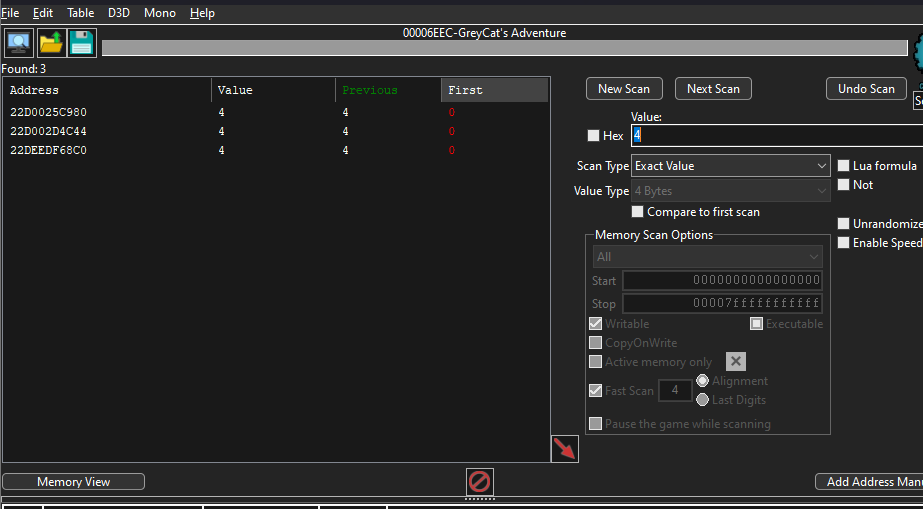 File Edit Table D3D Mono Help
00006EEC-GreyCat's Adventure
Found: 3
Address Value Previous First
22D0025C980 4 4 0
22D002D4C44 4 4 0
22DEEDF68C0 4 4 0
New Scan Next Scan Undo Scan
Value:
Hex 4
Scan Type Exact Value Lua formula
Not
Value Type 4 Bytes
Compare to first scan
Unrandomize
Memory Scan Options
Enable Speed
All
Start 0000000000000000
Stop 00007fffffffffff
Writable Executable
CopyOnWrite
Active memory only
Fast Scan 4 Alignment
Last Digits
Pause the game while scanning
Memory View Add Address Manu